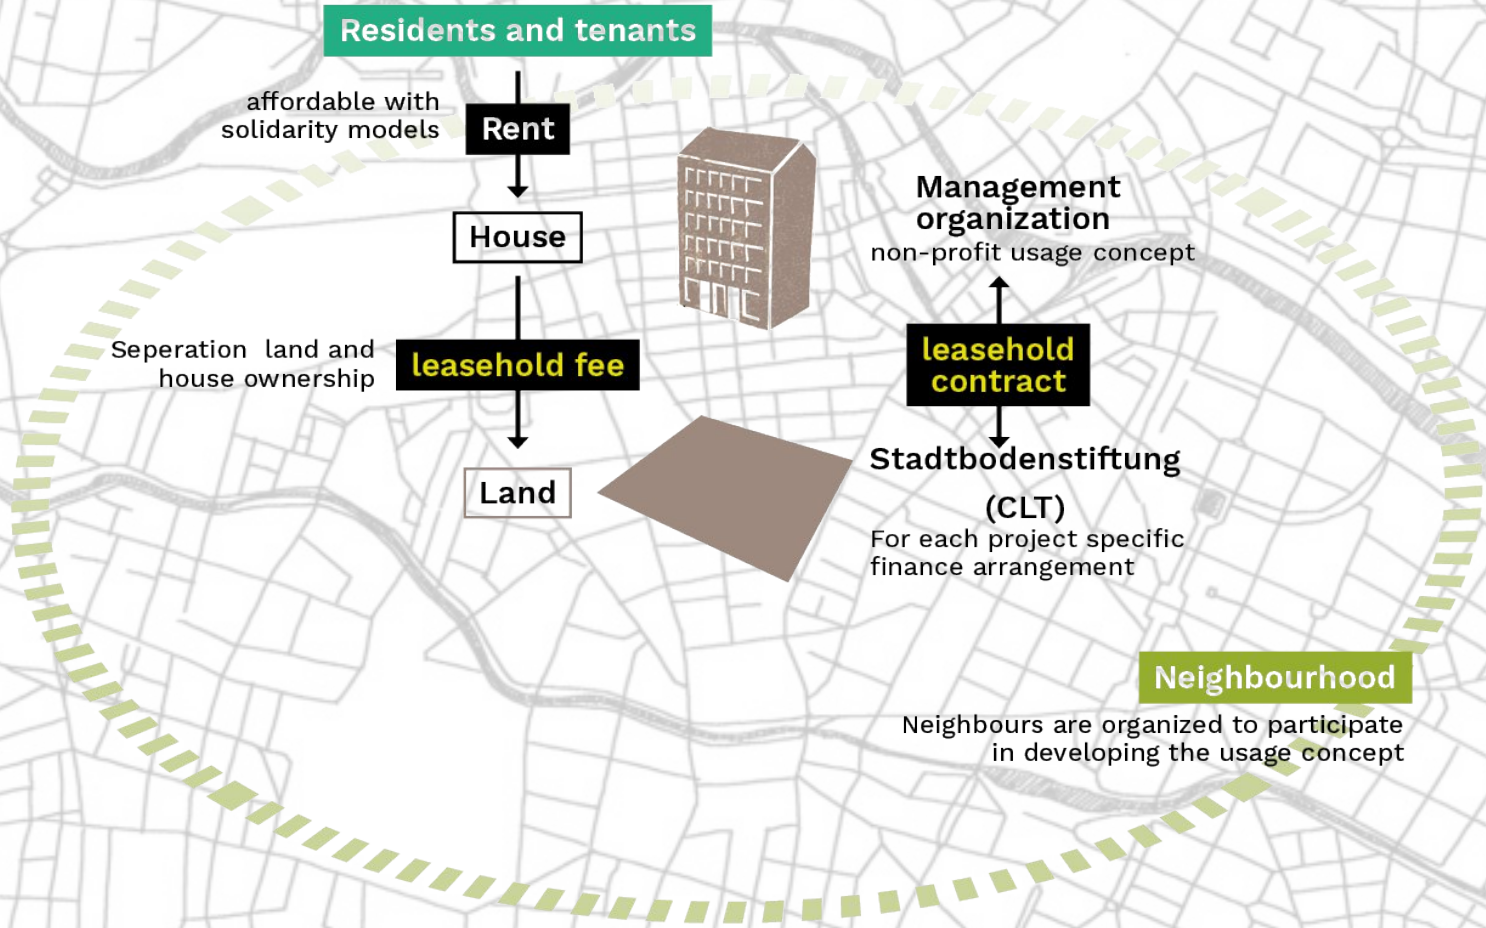 Residents and tenants
affordable with
solidarity models
Rent
House
Seperation land and
house ownership
leasehold fee
Land
Management
organization
non-profit usage concept
leasehold
contract
Stadtbodenstiftung
(CLT)
For each project specific
finance arrangement
Neighbourhood
Neighbours are organized to participate
in developing the usage concept